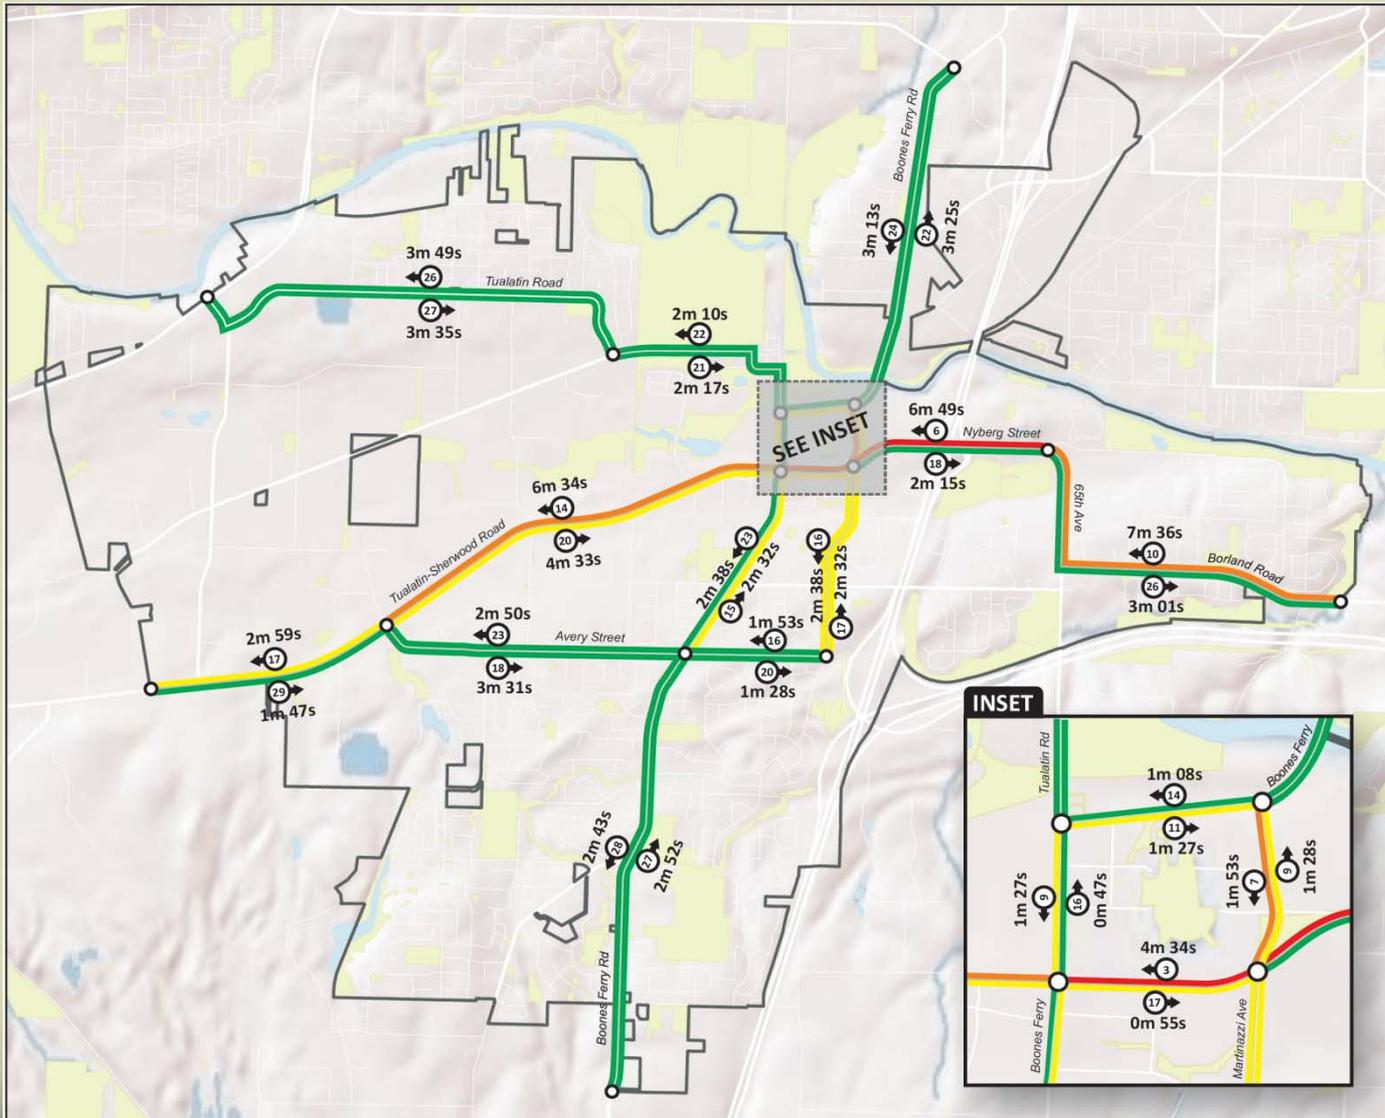 Boones Ferry Rd
3m 13s
24
22
3m 25s
3m 49s
26
Tualatin Road
27
3m 35s
2m 10s
22
21
2m 17s
SEE INSET
6m 49s
6
Nyberg Street
18
2m 15s
65th Ave
7m 36s
10
Borland Road
26
3m 01s
6m 34s
14
20
4m 33s
Tualatin-Sherwood Road
23
2m 38s
2m 32s
15
16
2m 38s
2m 32s
17
2m 50s
23
Avery Street
18
3m 31s
1m 53s
16
20
1m 28s
2m 59s
17
29
1m 47s
2m 43s
28
27
2m 52s
Boones Ferry Rd
INSET
Tualatin Rd
Boones Ferry
1m 08s
14
11
1m 27s
1m 27s
9
16
0m 47s
1m 53s
7
9
1m 28s
4m 34s
3
17
0m 55s
Boones Ferry
Martinazzi Ave